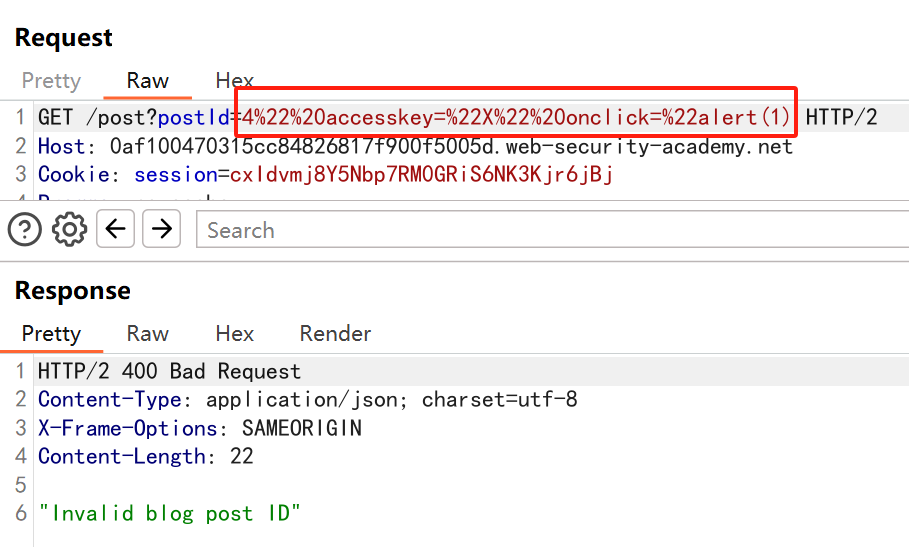 Request
Pretty Raw Hex
1 GET /post?postId=4%22%20accesskey=%22X%22%20onclick=%22alert(1) HTTP/2
2 Host: 0af100470315cc84826817f900f5005d.web-security-academy.net
3 Cookie: session=cxldvmj8Y5Nbp7RMOGRiS6NK3Kjr6jBj
Search
Response
Pretty Raw Hex Render
1 HTTP/2 400 Bad Request
2 Content-Type: application/json; charset=utf-8
3 X-Frame-Options: SAMEORIGIN
4 Content-Length: 22
5
6 "Invalid blog post ID"